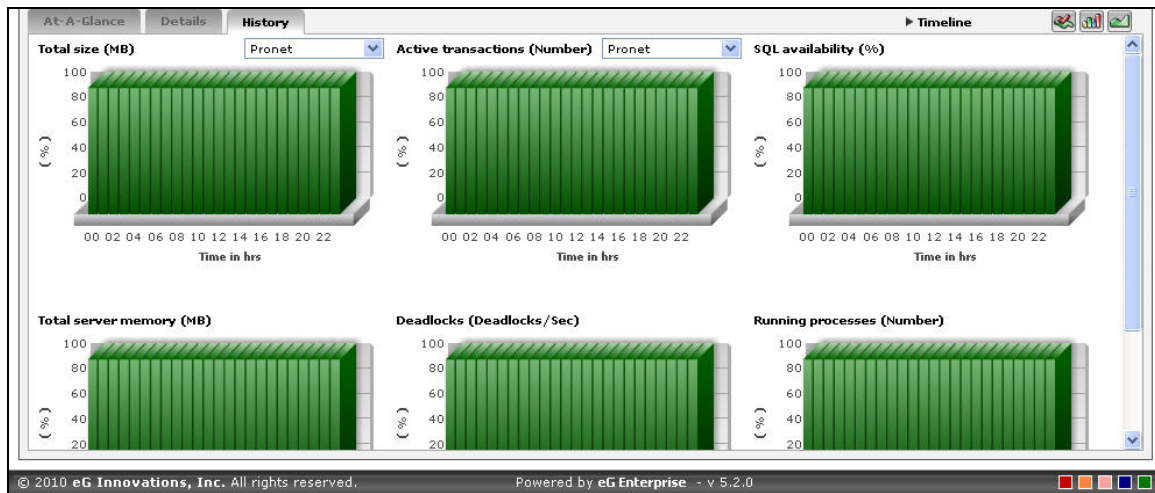 At-A-Glance Details History Timeline
Total size (MB) Pronet Active transactions (Number) Pronet SQL availability (%)
100 100 100
80 80 80
60 60 60
40 40 40
20 20 20
0 0 0
(%) (%) (%)
00 02 04 06 08 10 12 14 16 18 20 22 00 02 04 06 08 10 12 14 16 18 20 22 00 02 04 06 08 10 12 14 16 18 20 22
Time in hrs Time in hrs Time in hrs
Total server memory (MB) Deadlocks (Deadlocks/Sec) Running processes (Number)
100 100 100
80 80 80
60 60 60
40 40 40
20 20 20
(%) (%) (%)
© 2010 eG Innovations, Inc. All rights reserved. Powered by eG Enterprise - v 5.2.0